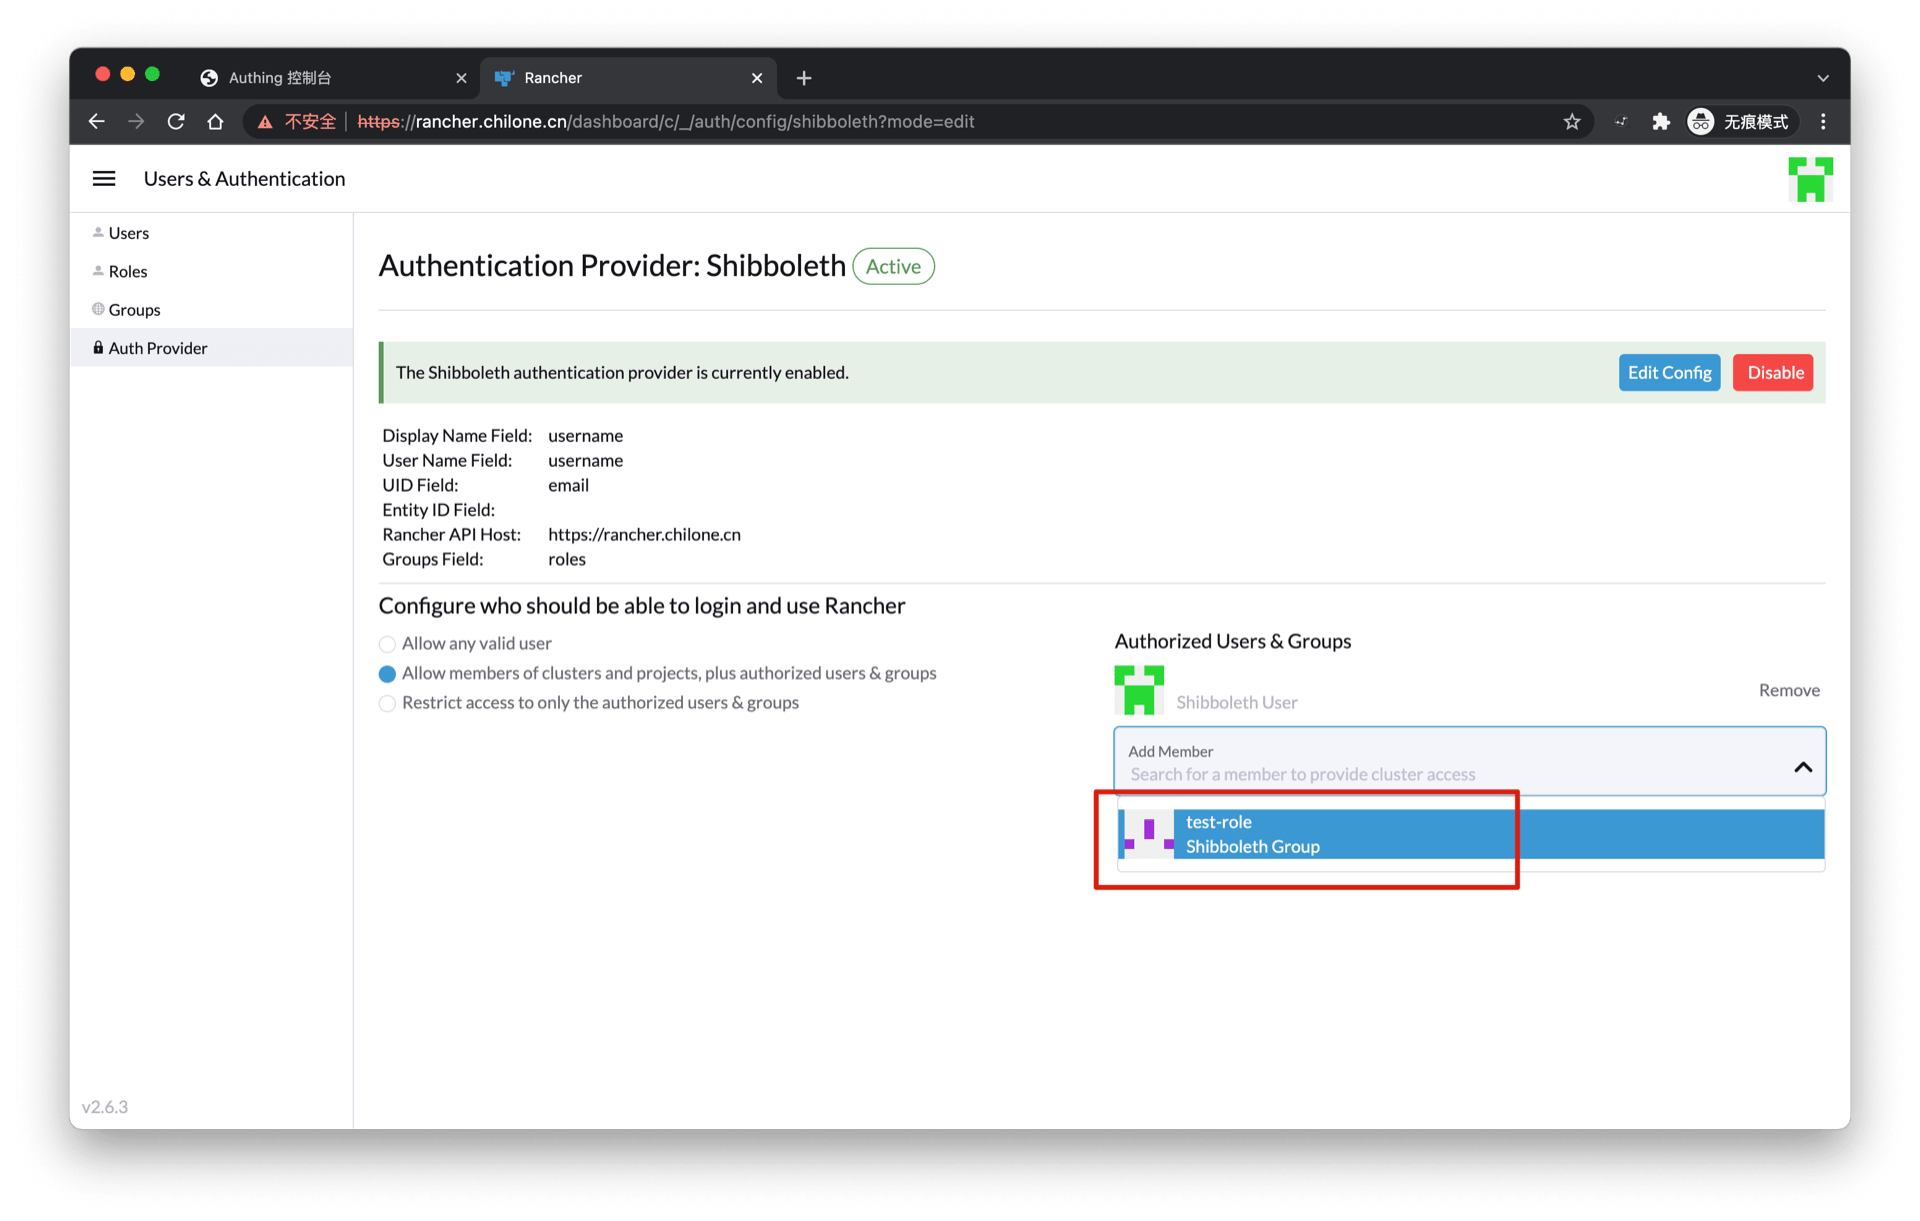 Authing 控制台
Rancher
不安全
https://rancher.chilone.cn/dashboard/c/_/auth/config/shibboleth?mode=edit
无痕模式
Users & Authentication
Users
Roles
Groups
Auth Provider
v2.6.3
Authentication Provider: Shibboleth Active
The Shibboleth authentication provider is currently enabled.
Edit Config
Disable
Display Name Field: username
User Name Field: username
UID Field: email
Entity ID Field:
Rancher API Host: https://rancher.chilone.cn
Groups Field: roles
Configure who should be able to login and use Rancher
Allow any valid user
Allow members of clusters and projects, plus authorized users & groups
Restrict access to only the authorized users & groups
Authorized Users & Groups
Shibboleth User
Remove
Add Member
Search for a member to provide cluster access
test-role
Shibboleth Group